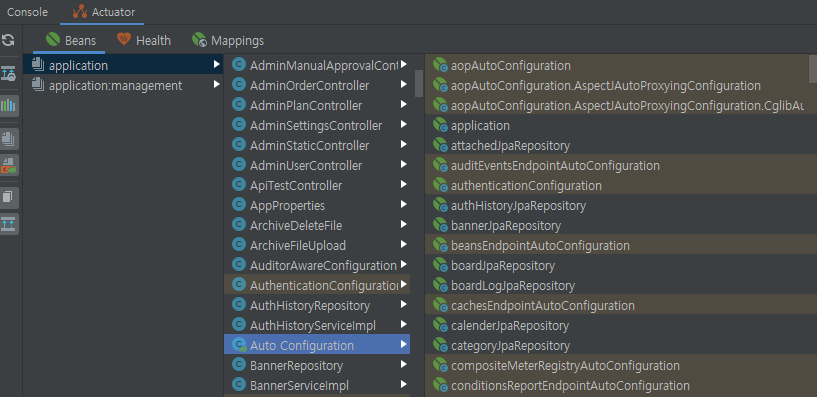 Console
Actuator
Beans
Health
Mappings
application
application:management
AdminManualApprovalCont
AdminOrderController
AdminPlanController
AdminSettingsController
AdminStaticController
AdminUserController
ApiTestController
AppProperties
ArchiveDeleteFile
ArchiveFileUpload
AuditorAwareConfiguration
AuthenticationConfiguration
AuthHistoryRepository
AuthHistoryServiceImpl
Auto Configuration
BannerRepository
BannerServiceImpl
aopAutoConfiguration
aopAutoConfiguration.AspectJAutoProxyingConfiguration
aopAutoConfiguration.AspectJAutoProxyingConfiguration.CglibAu
application
attachedJpaRepository
auditEventsEndpointAutoConfiguration
authenticationConfiguration
authHistoryJpaRepository
bannerJpaRepository
beansEndpointAutoConfiguration
boardJpaRepository
boardLogJpaRepository
cachesEndpointAutoConfiguration
calenderJpaRepository
categoryJpaRepository
compositeMeterRegistryAutoConfiguration
conditionsReportEndpointAutoConfiguration